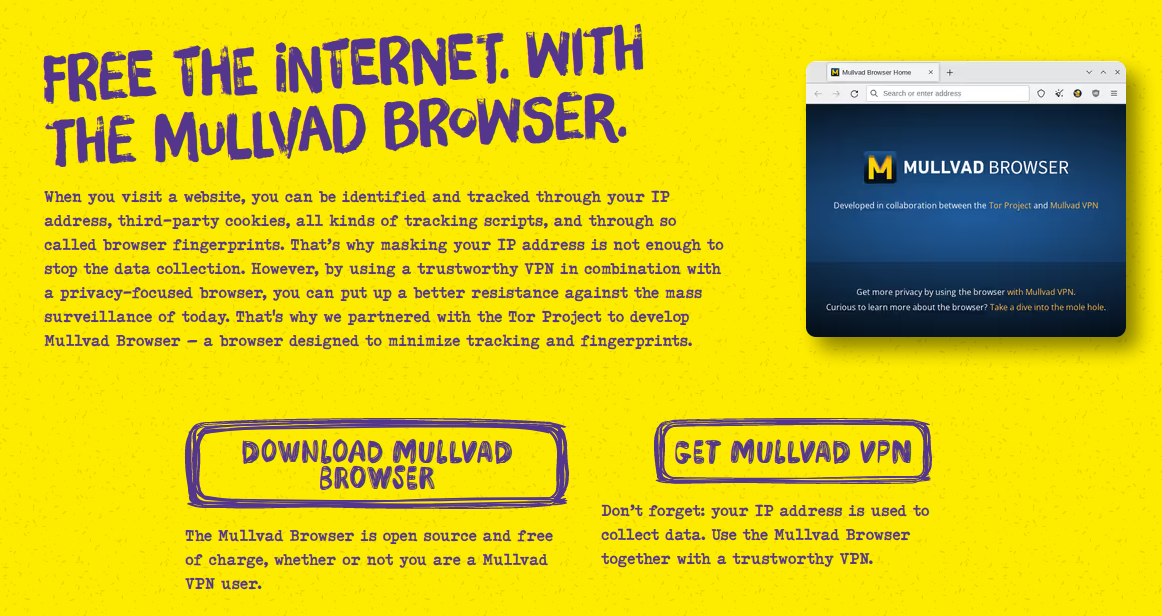 FREE THE INTERNET. WITH
THE MULLVAD BROWSER.
When you visit a website, you can be identified and tracked through your IP
address, third-party cookies, all kinds of tracking scripts, and through so
called browser fingerprints. That’s why masking your IP address is not enough to
stop the data collection. However, by using a trustworthy VPN in combination with
a privacy-focused browser, you can put up a better resistance against the mass
surveillance of today. That's why we partnered with the Tor Project to develop
Mullvad Browser – a browser designed to minimize tracking and fingerprints.
Mullvad Browser Home
Search or enter address
MULLVAD BROWSER
Developed in collaboration between the Tor Project and Mullvad VPN
Get more privacy by using the browser with Mullvad VPN.
Curious to learn more about the browser? Take a dive into the mole hole.
DOWNLOAD MULLVAD
BROWSER
The Mullvad Browser is open source and free
of charge, whether or not you are a Mullvad
VPN user.
GET MULLVAD VPN
Don’t forget: your IP address is used to
collect data. Use the Mullvad Browser
together with a trustworthy VPN.